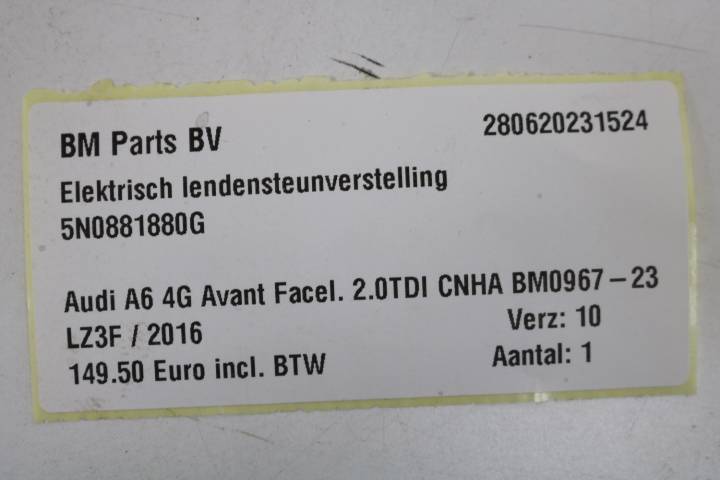 BM Parts BV 280620231524
Elektrisch lendensteunverstelling
5N0881880G
Audi A6 4G Avant Facel. 2.0TDI CNHA BM0967-23
LZ3F / 2016 Verz: 10
149.50 Euro incl. BTW Aantal: 1